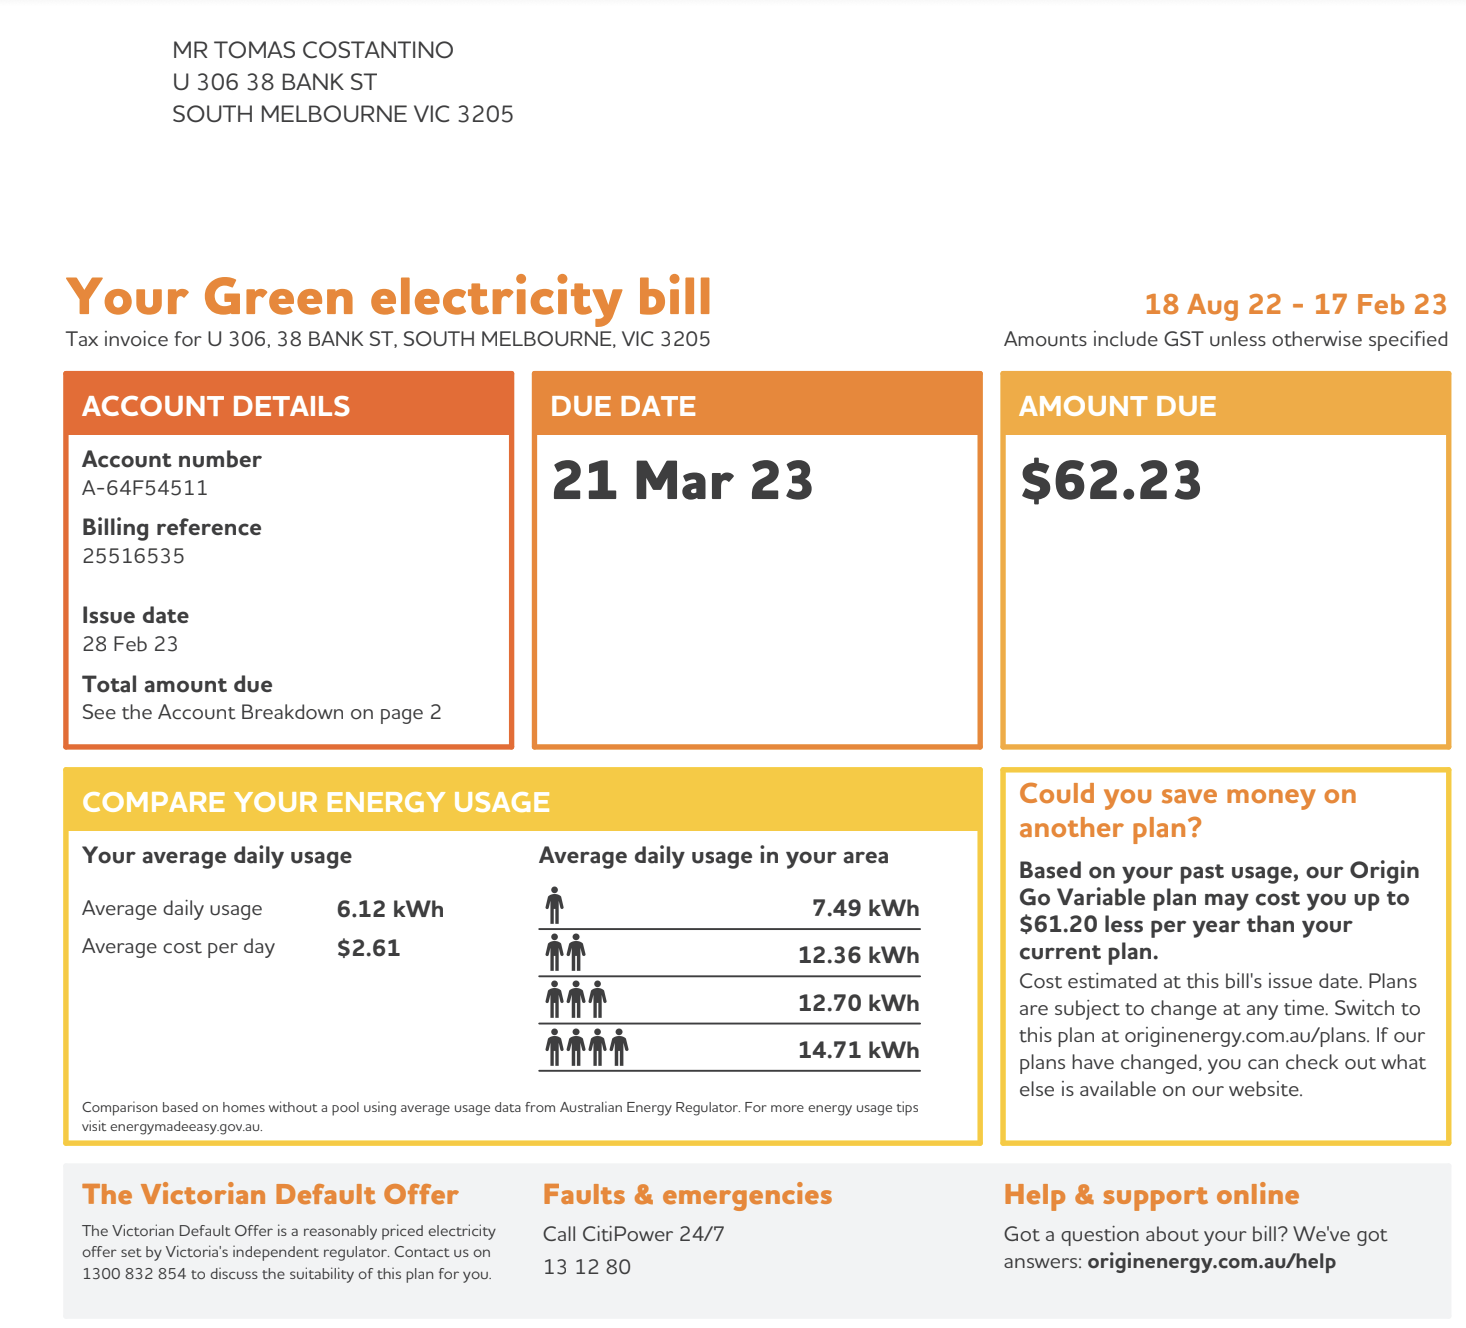 MR TOMAS COSTANTINO
U 306 38 BANK ST
SOUTH MELBOURNE VIC 3205
Your Green electricity bill
Tax invoice for U 306, 38 BANK ST, SOUTH MELBOURNE, VIC 3205
18 Aug 22 - 17 Feb 23
Amounts include GST unless otherwise specified
ACCOUNT DETAILS
Account number
A-64F54511
Billing reference
25516535
Issue date
28 Feb 23
Total amount due
See the Account Breakdown on page 2
DUE DATE
21 Mar 23
AMOUNT DUE
$62.23
COMPARE YOUR ENERGY USAGE
Your average daily usage
Average daily usage 6.12 kWh
Average cost per day $2.61
Average daily usage in your area
7.49 kWh
12.36 kWh
12.70 kWh
14.71 kWh
Comparison based on homes without a pool using average usage data from Australian Energy Regulator. For more energy usage tips
visit energymadeeasy.gov.au.
Could you save money on
another plan?
Based on your past usage, our Origin
Go Variable plan may cost you up to
$61.20 less per year than your
current plan.
Cost estimated at this bill's issue date. Plans
are subject to change at any time. Switch to
this plan at originenergy.com.au/plans. If our
plans have changed, you can check out what
else is available on our website.
The Victorian Default Offer
The Victorian Default Offer is a reasonably priced electricity
offer set by Victoria's independent regulator. Contact us on
1300 832 854 to discuss the suitability of this plan for you.
Faults & emergencies
Call CitiPower 24/7
13 12 80
Help & support online
Got a question about your bill? We've got
answers: originenergy.com.au/help